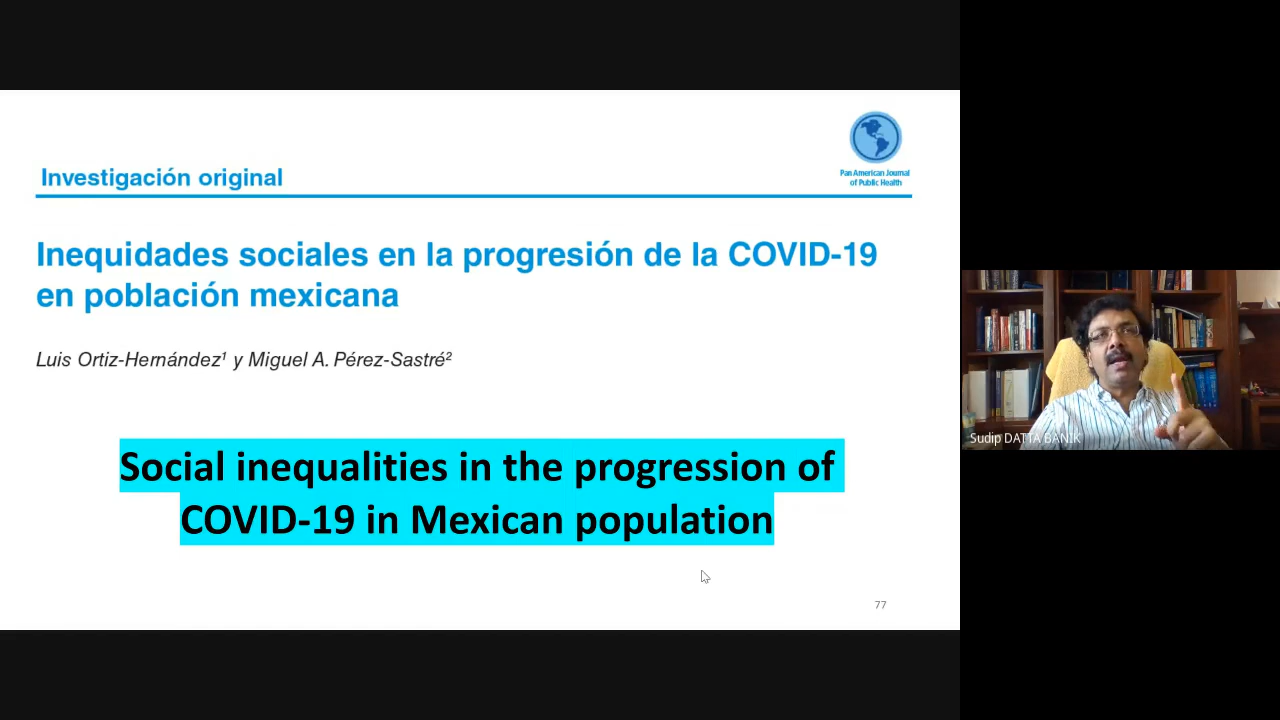 Pan American Journal
of Public Health
Investigación original
Inequidades sociales en la progresión de la COVID-19
en población mexicana
Luis Ortiz-Hernández¹ y Miguel A. Pérez-Sastré²
Social inequalities in the progression of
COVID-19 in Mexican population
77
Sudip DATTA BANIK